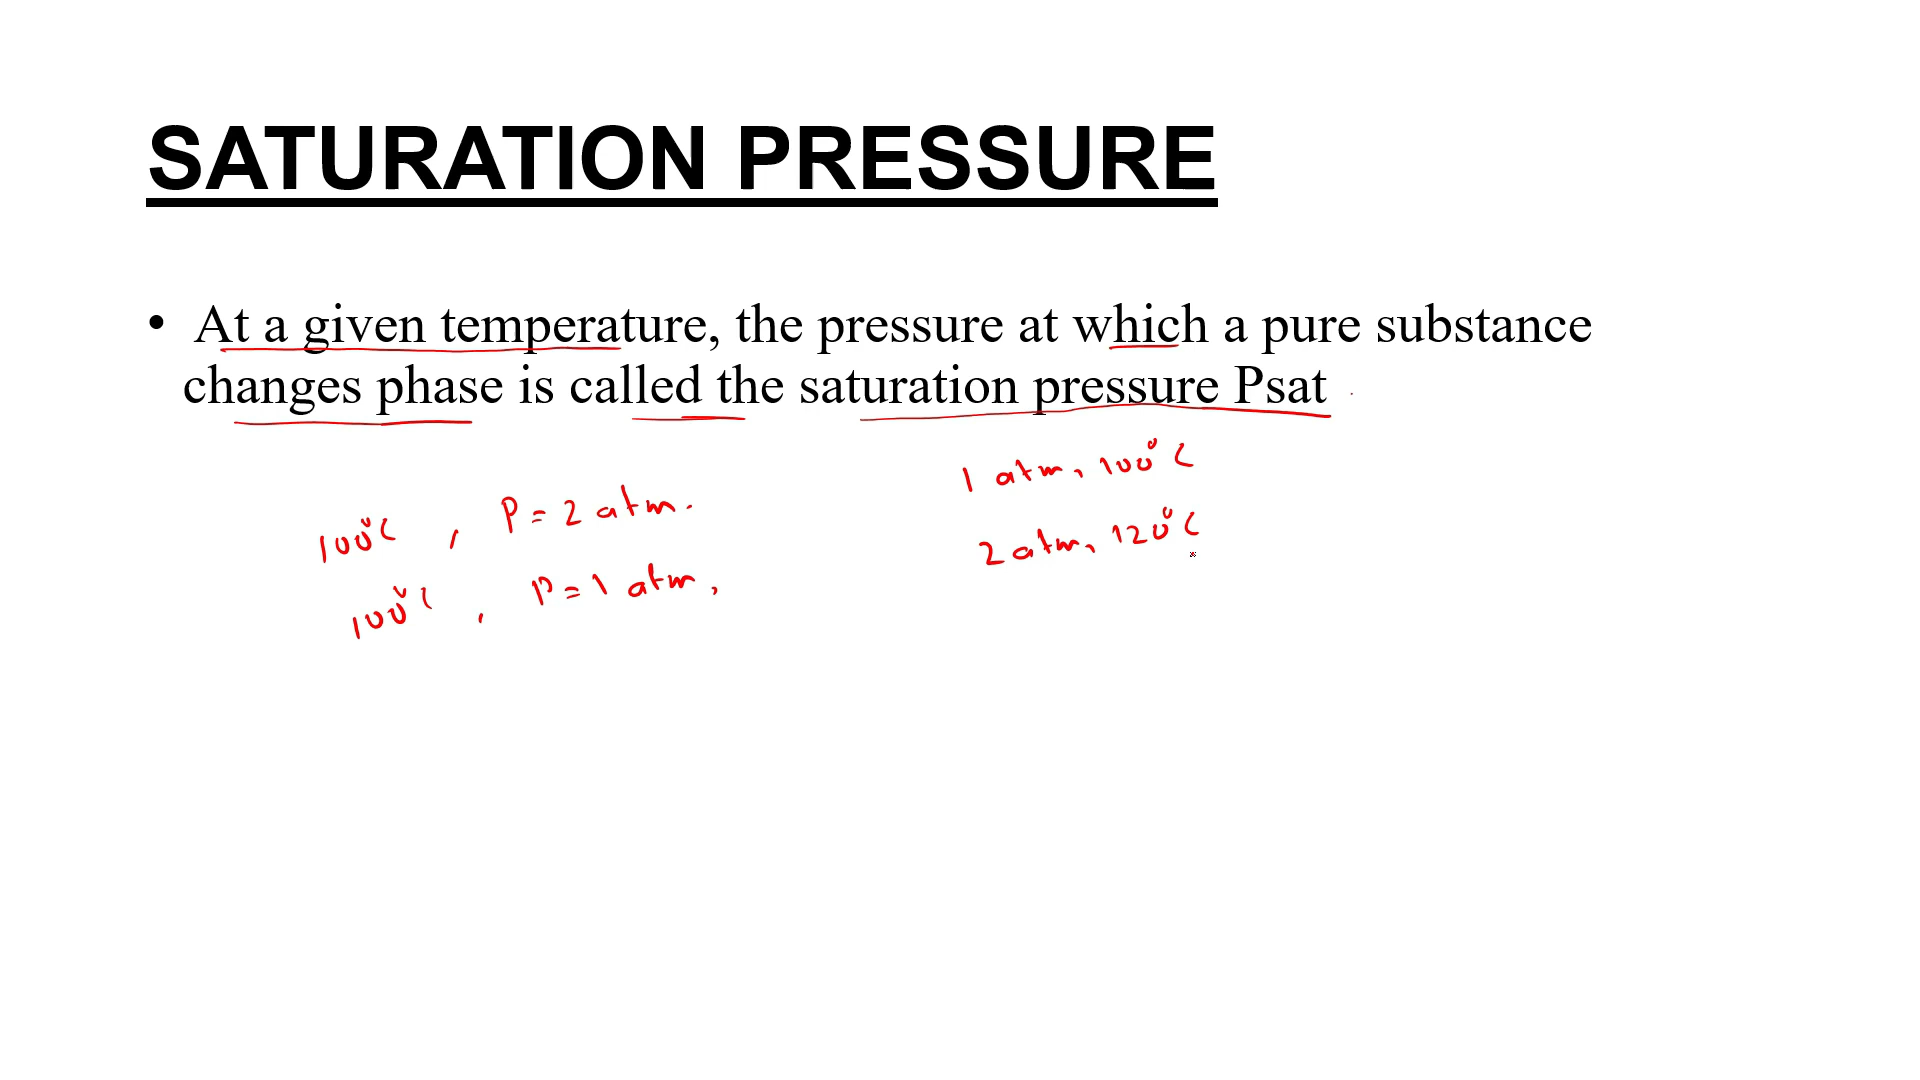 SATURATION PRESSURE
• At a given temperature, the pressure at which a pure substance
changes phase is called the saturation pressure Psat
100°C , P = 2 atm.
100°C , P = 1 atm,
1 atm, 100°C
2 atm, 120°C